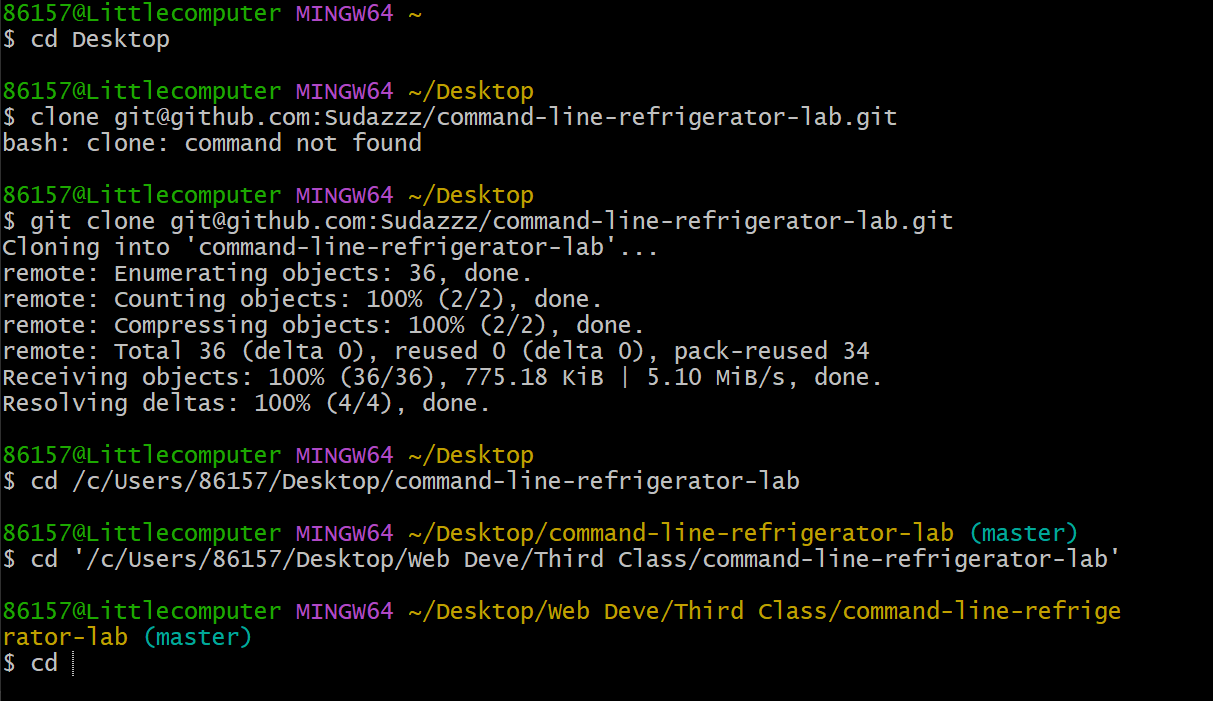 86157@Littlecomputer MINGW64 ~
$ cd Desktop
86157@Littlecomputer MINGW64 ~/Desktop
$ clone git@github.com:Sudazzz/command-line-refrigerator-lab.git
bash: clone: command not found
86157@Littlecomputer MINGW64 ~/Desktop
$ git clone git@github.com:Sudazzz/command-line-refrigerator-lab.git
Cloning into 'command-line-refrigerator-lab'...
remote: Enumerating objects: 36, done.
remote: Counting objects: 100% (2/2), done.
remote: Compressing objects: 100% (2/2), done.
remote: Total 36 (delta 0), reused 0 (delta 0), pack-reused 34
Receiving objects: 100% (36/36), 775.18 KiB | 5.10 MiB/s, done.
Resolving deltas: 100% (4/4), done.
86157@Littlecomputer MINGW64 ~/Desktop
$ cd /c/Users/86157/Desktop/command-line-refrigerator-lab
86157@Littlecomputer MINGW64 ~/Desktop/command-line-refrigerator-lab (master)
$ cd '/c/Users/86157/Desktop/Web Deve/Third Class/command-line-refrigerator-lab'
86157@Littlecomputer MINGW64 ~/Desktop/Web Deve/Third Class/command-line-refrige
rator-lab (master)
$ cd